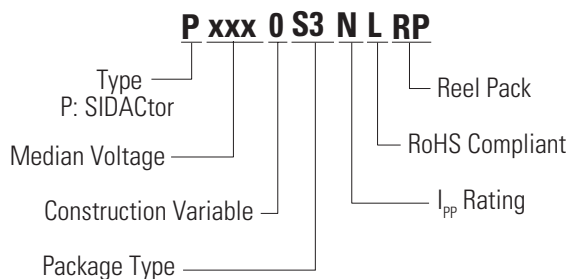 P xxx 0 S3 N L RP
Type
P: SIDACtor
Median Voltage
Construction Variable
Package Type
Reel Pack
RoHS Compliant
IPP Rating